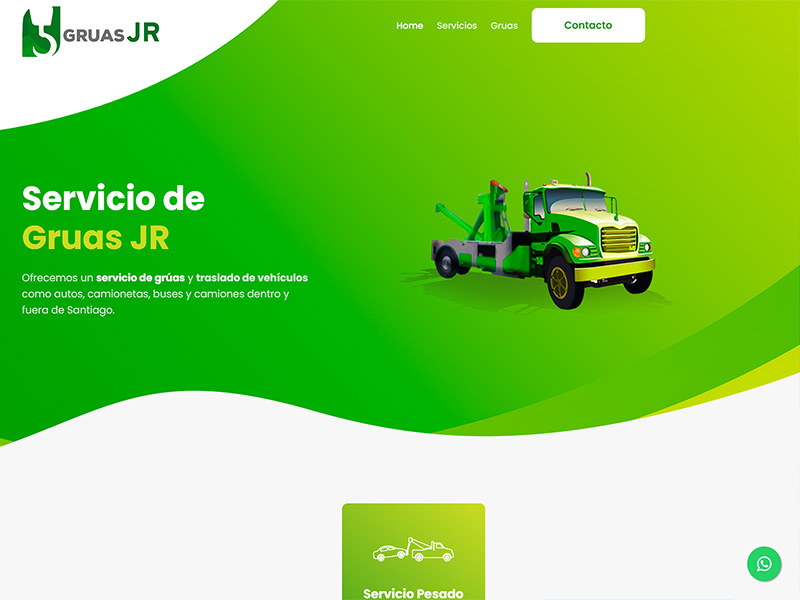 GRUAS JR
Home Servicios Gruas Contacto
Servicio de
Gruas JR
Ofrecemos un servicio de grúas y traslado de vehículos
como autos, camionetas, buses y camiones dentro y
fuera de Santiago.
Servicio Pesado